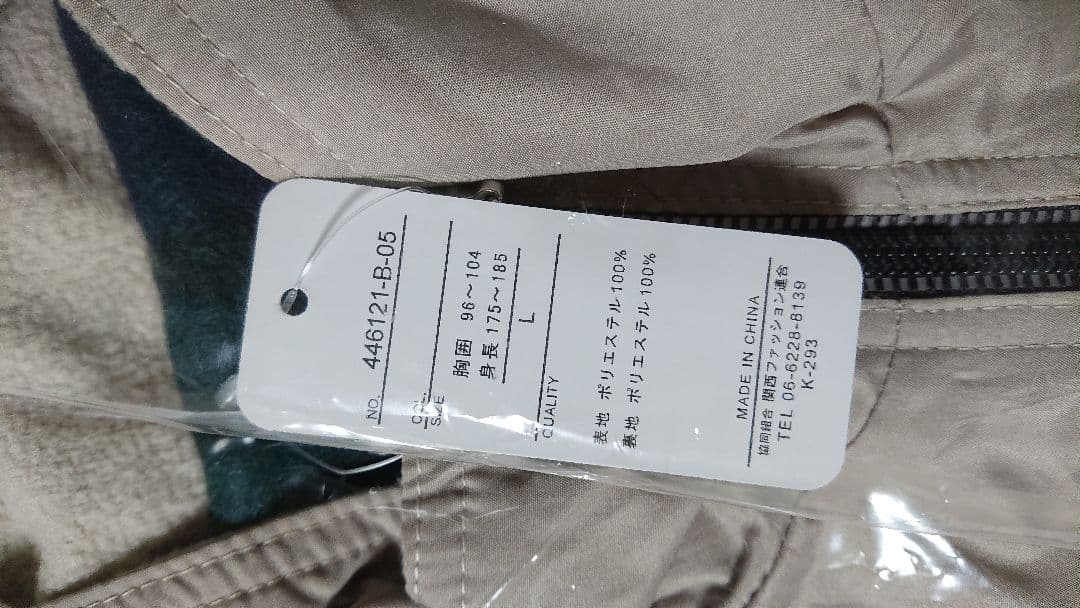 NO. 446121-B-05
COL.
SIZE
胸囲 96～104
身長 175～185
L
QUALITY
表地 ポリエステル100%
裏地 ポリエステル100%
MADE IN CHINA
協同組合 関西ファッション連合
TEL 06-6228-8139
K-293